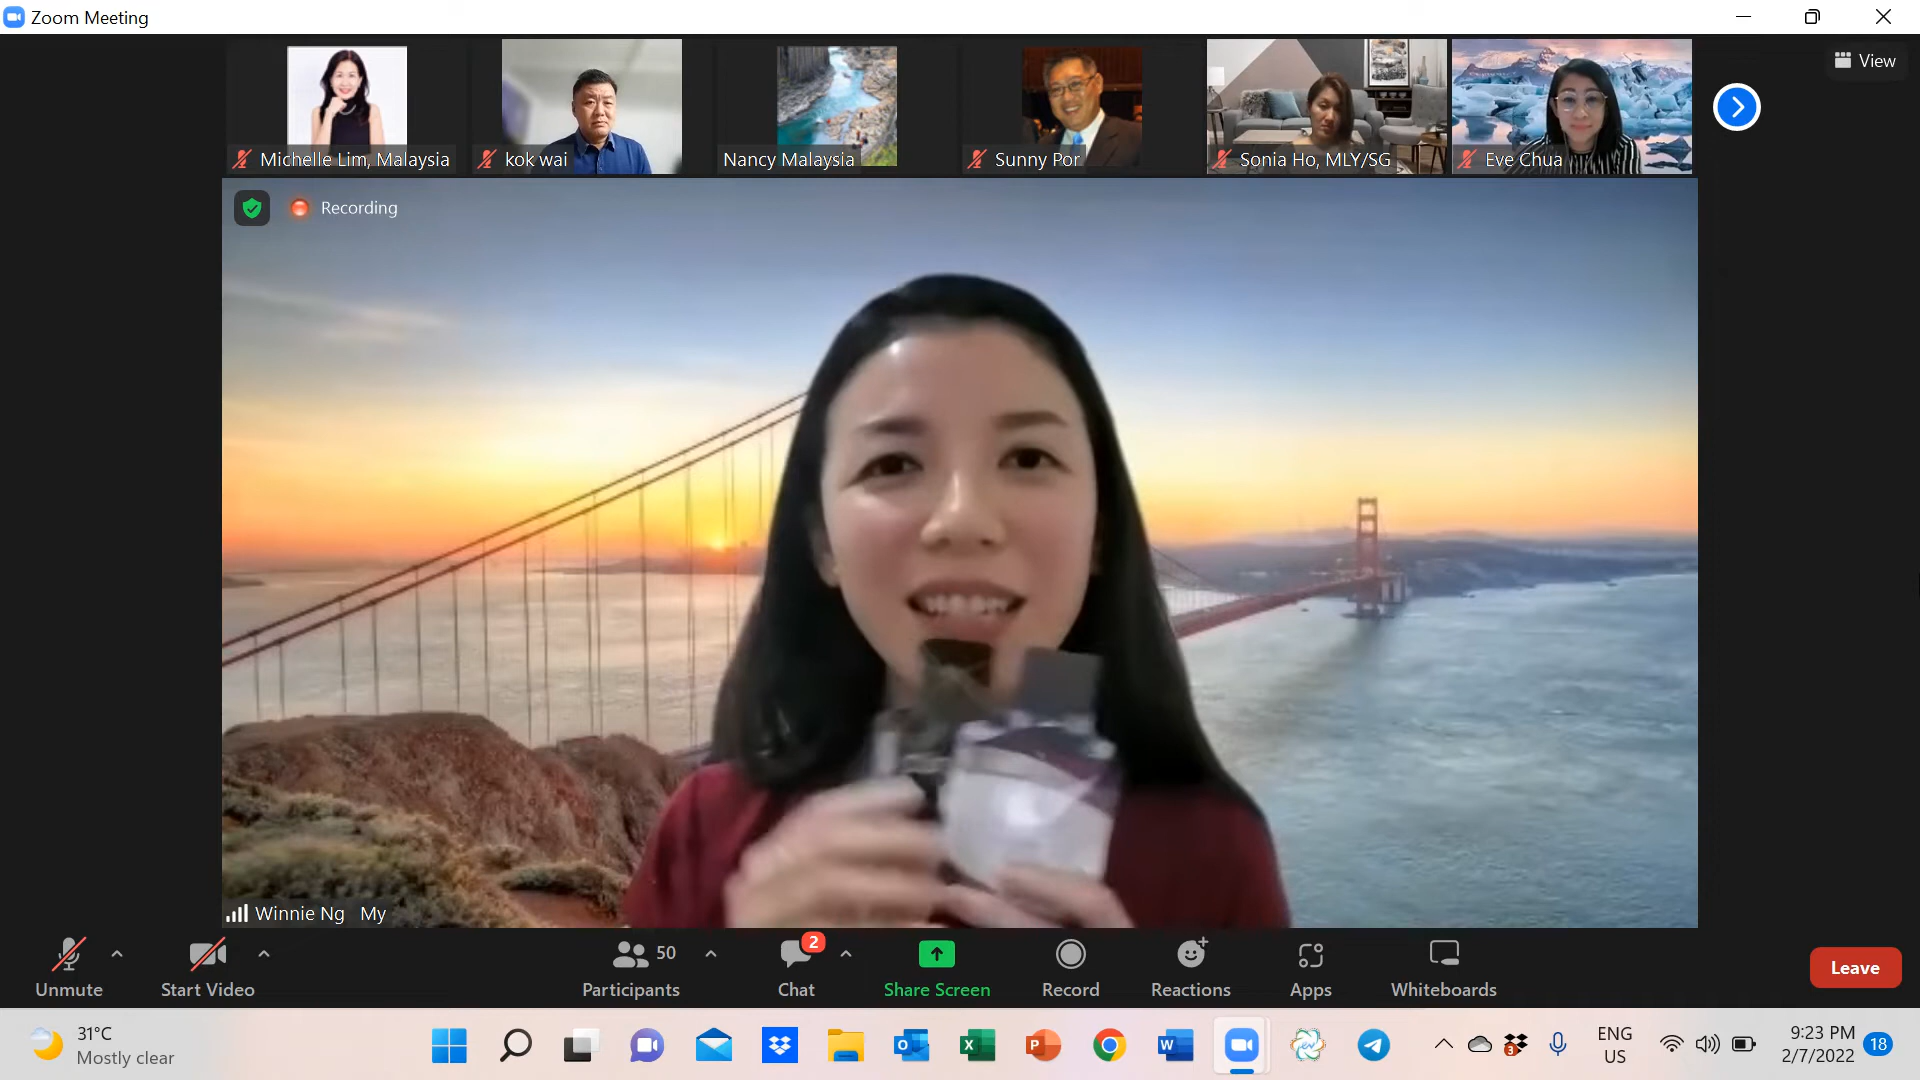 Zoom Meeting
View
Michelle Lim, Malaysia
kok wai
Nancy Malaysia
Sunny Por
Sonia Ho, MLY/SG
Eve Chua
Recording
Winnie Ng My
Unmute
Start Video
50
Participants
2
Chat
Share Screen
Record
Reactions
Apps
Whiteboards
Leave
31°C
Mostly clear
O
X
P
W
ev
3
ENG
US
9:23 PM
2/7/2022
18